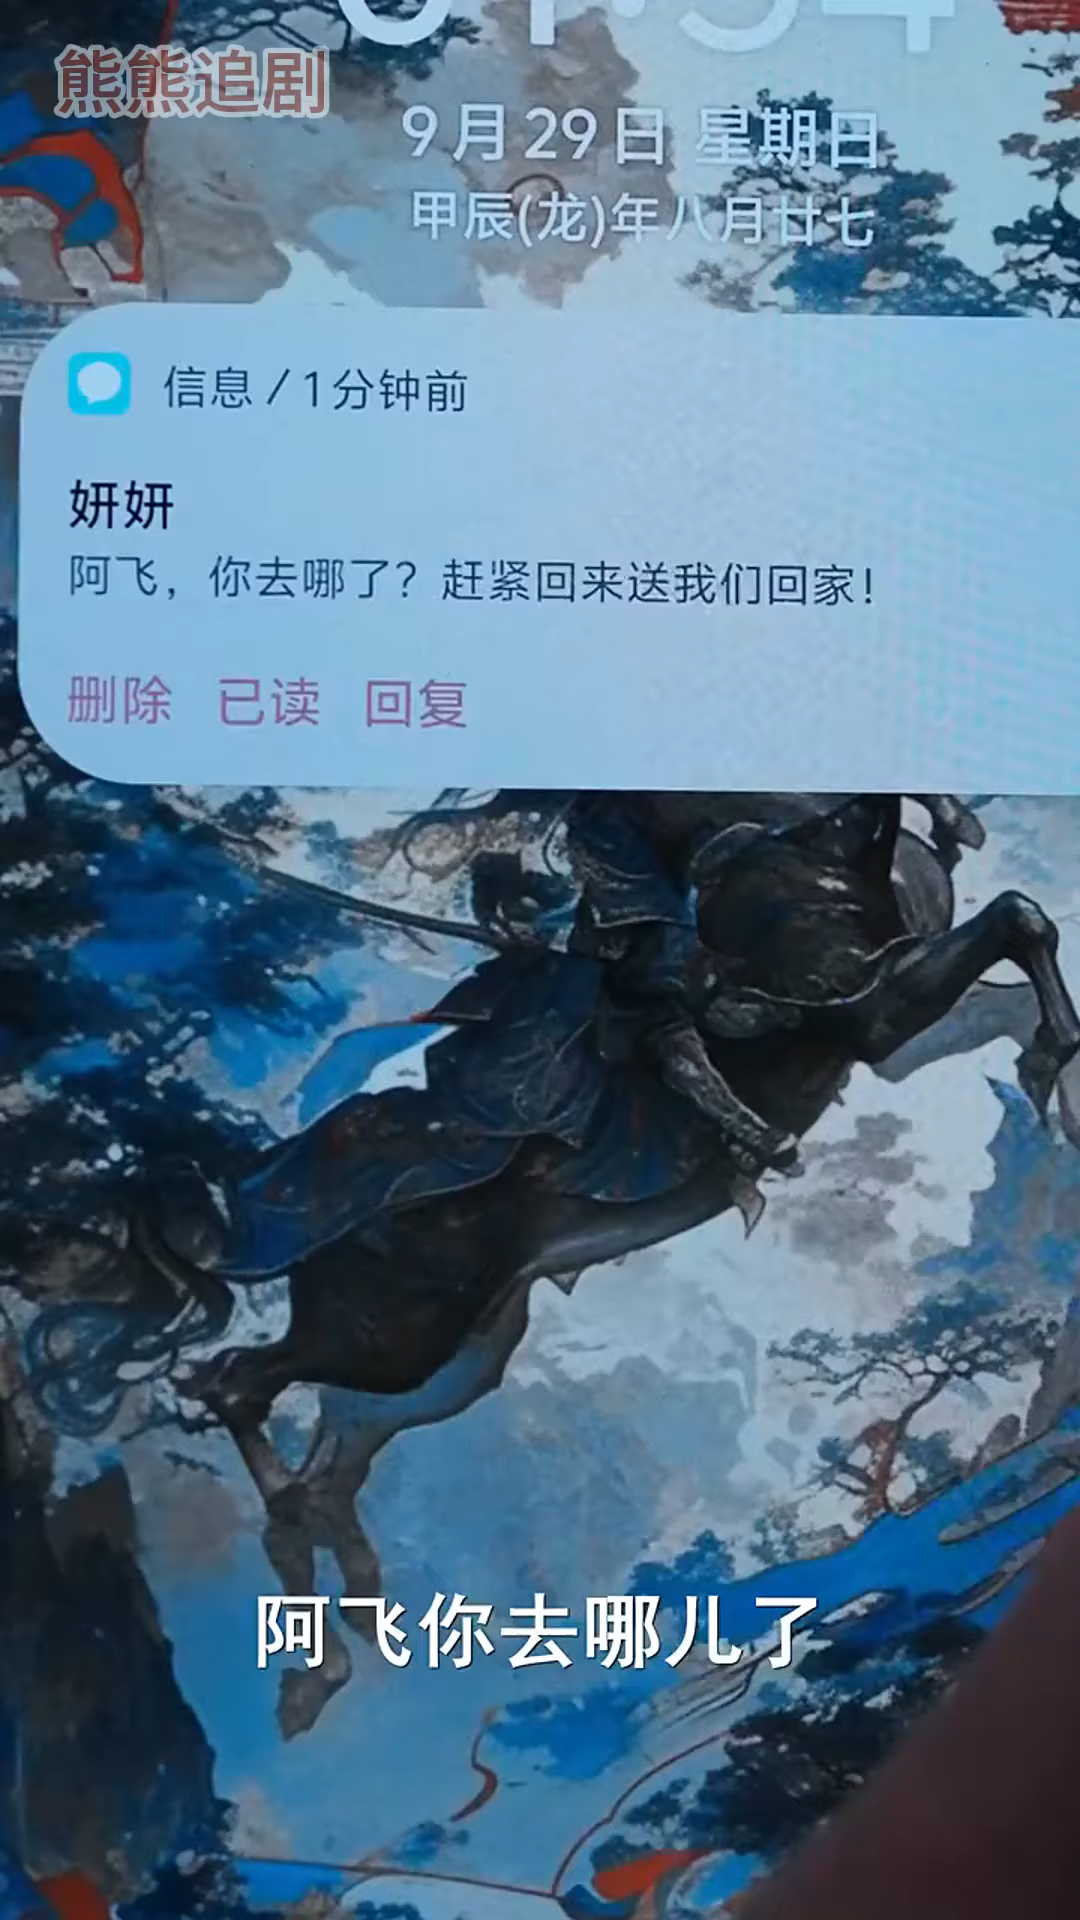 熊熊追剧
9月29日 星期日
甲辰(龙)年八月廿七
信息/1分钟前
妍妍
阿飞，你去哪了？赶紧回来送我们回家！
删除 已读 回复
阿飞你去哪儿了